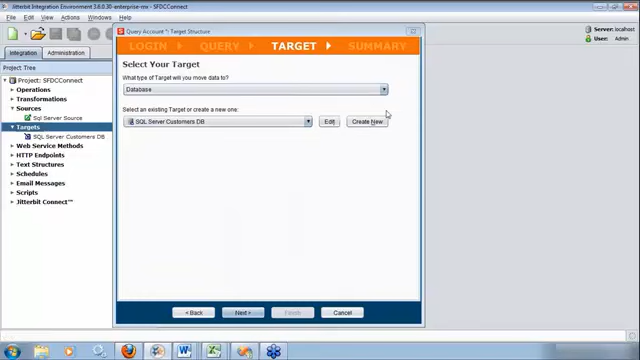 Jitterbit Integration Environment 3.8.0.30-enterprise-mx
File Edit View Actions Windows Help
Server: localhost
User: Admin
Integration Administration
Project Tree
Project: SFDCConnect
Operations
Transformations
Sources
Sql Server Source
Targets
SQL Server Customers DB
Web Service Methods
HTTP Endpoints
Text Structures
Schedules
Email Messages
Scripts
Jitterbit Connect™
Query Account *: Target Structure
LOGIN QUERY TARGET SUMMARY
Select Your Target
What type of Target will you move data to?
Database
Select an existing Target or create a new one:
SQL Server Customers DB
Edit
Create New
< Back Next > Finish Cancel